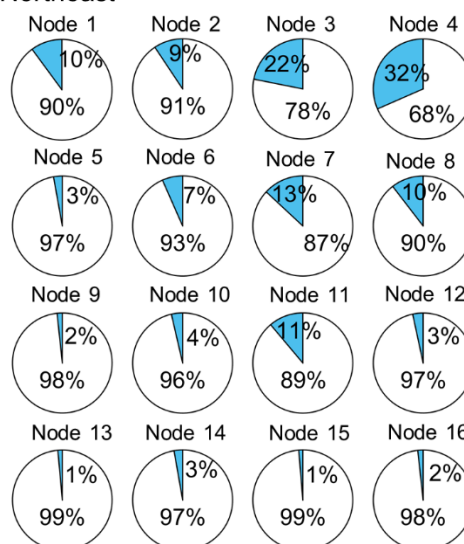 Node 1 Node 2 Node 3 Node 4
10% 9% 22% 32%
90% 91% 78% 68%
Node 5 Node 6 Node 7 Node 8
3% 7% 13% 10%
97% 93% 87% 90%
Node 9 Node 10 Node 11 Node 12
2% 4% 11% 3%
98% 96% 89% 97%
Node 13 Node 14 Node 15 Node 16
1% 3% 1% 2%
99% 97% 99% 98%